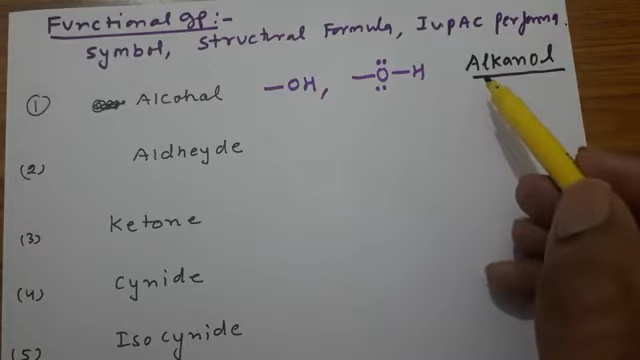 Functional gp:-
Symbol, Structural Formula, IUPAC performa.
① Alcohal —OH, —O—H Alkanol
(2) Aldheyde
(3) Ketone
(4) Cynide
(5) Isocynide